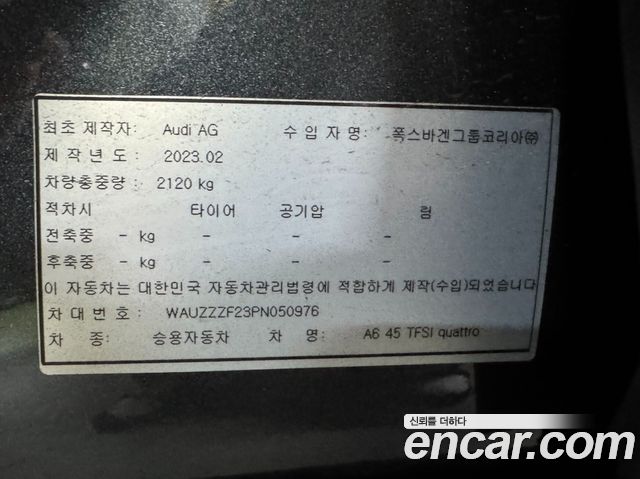 최초 제작자: Audi AG 수 입 자 명: 폭스바겐그룹코리아㈜
제 작 년 도 : 2023.02
차량총중량 : 2120 kg
적차시 타이어 공기압 림
전축중 - kg - - -
후축중 - kg - - -
이 자동차는 대한민국 자동차관리법령에 적합하게 제작(수입)되었습니다
차 대 번 호 : WAUZZZF23PN050976
차 종: 승용자동차 차 명: A6 45 TFSI quattro
신뢰를 더하다
encar.com